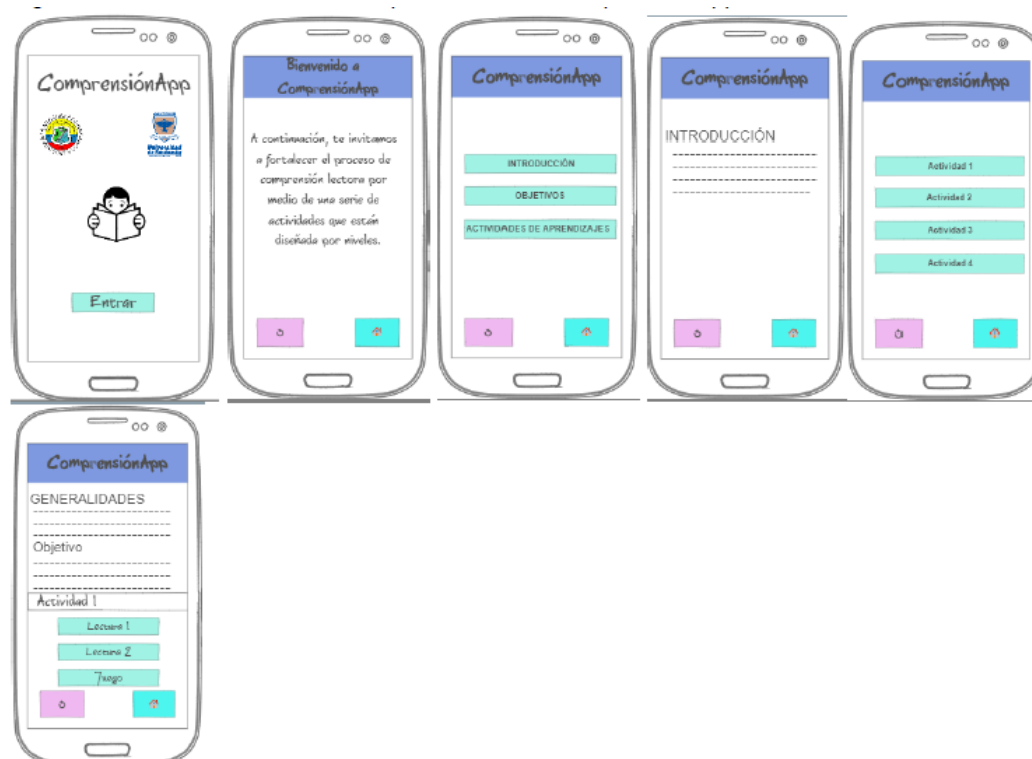 ComprensiónApp
Universidad
Entrar
Bienvenido a
ComprensiónApp
A continuación, te invitamos
a fortalecer el proceso de
comprensión lectora por
medio de una serie de
actividades que están
diseñada por niveles.
ComprensiónApp
INTRODUCCIÓN
OBJETIVOS
ACTIVIDADES DE APRENDIZAJES
ComprensiónApp
INTRODUCCIÓN
ComprensiónApp
Actividad 1
Actividad 2
Actividad 3
Actividad 4
ComprensiónApp
GENERALIDADES
Objetivo
Actividad 1
Lectura 1
Lectura 2
Juego